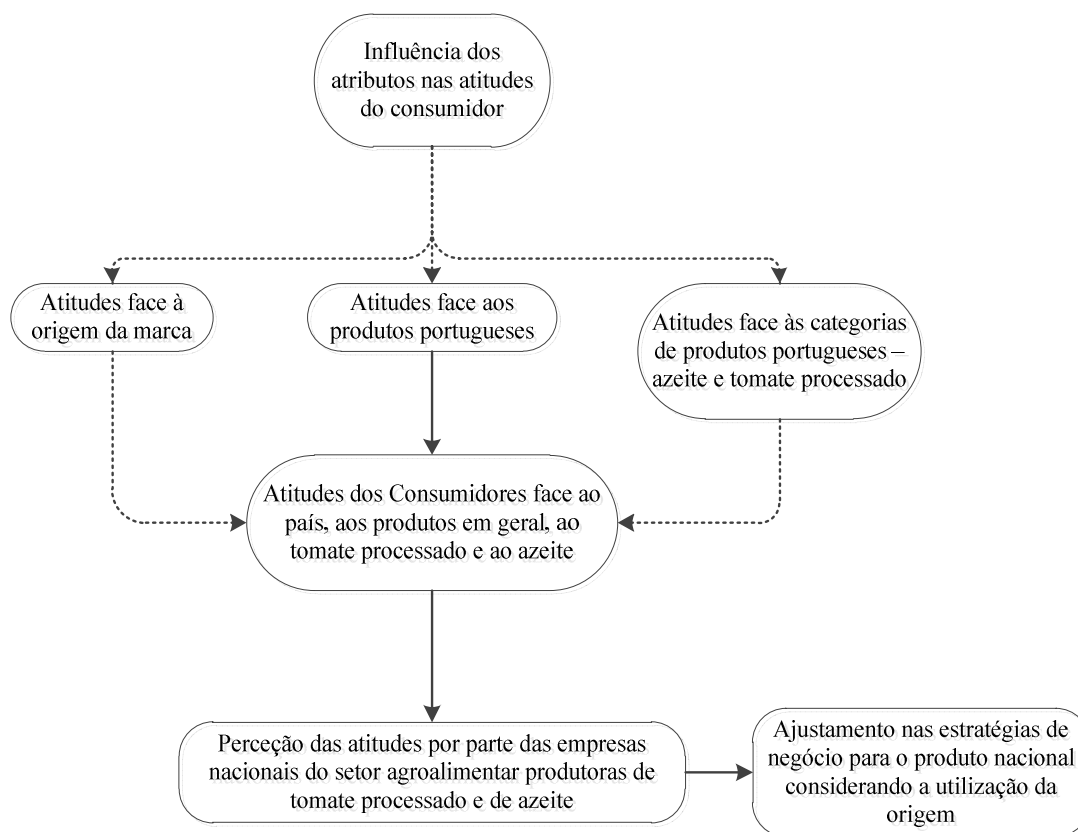 Influência dos
atributos nas atitudes
do consumidor
Atitudes face à
origem da marca
Atitudes face aos
produtos portugueses
Atitudes face às categorias
de produtos portugueses –
azeite e tomate processado
Atitudes dos Consumidores face ao
país, aos produtos em geral, ao
tomate processado e ao azeite
Perceção das atitudes por parte das empresas
nacionais do setor agroalimentar produtoras de
tomate processado e de azeite
Ajustamento nas estratégias de
negócio para o produto nacional
considerando a utilização da
origem